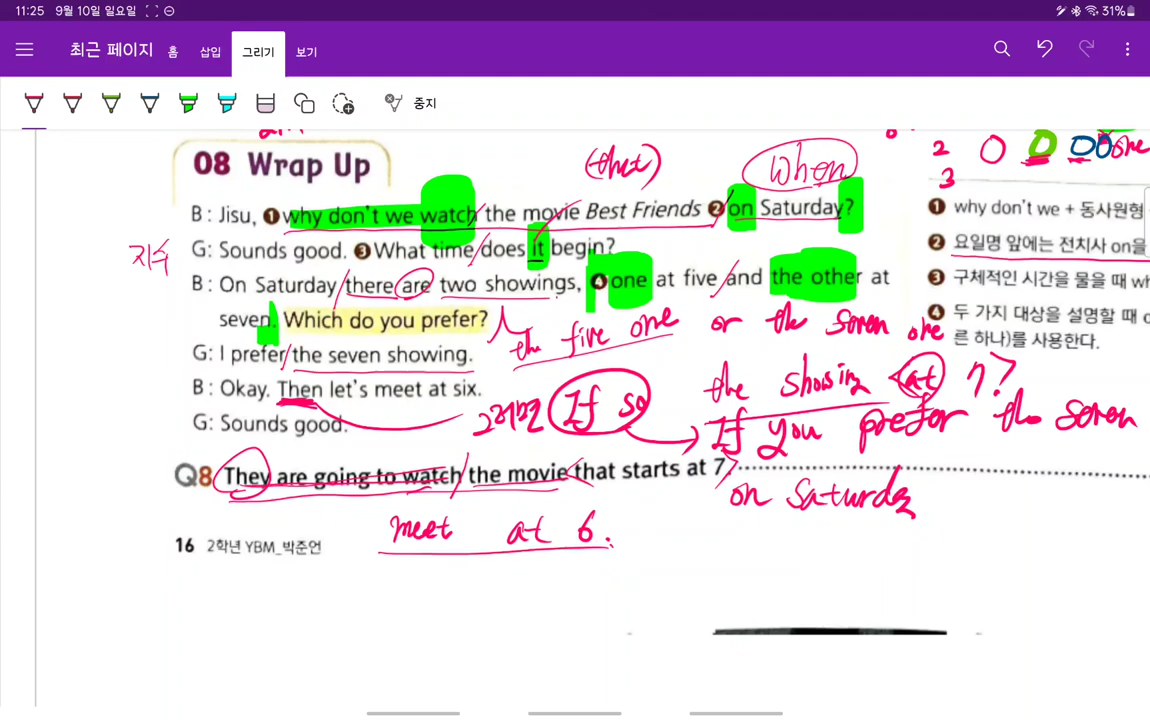 11:25 9월 10일 일요일 31%
최근 페이지 홈 삽입 그리기 보기
중지
2 one
3
08 Wrap Up (that) when
B : Jisu, ❶ why don't we watch the movie Best Friends ❷ on Saturday?
지수 G : Sounds good. ❸ What time does it begin?
B : On Saturday there are two showings, ❹ one at five and the other at
seven. Which do you prefer?
the five one or the seven one
G : I prefer the seven showing.
the showing at 7?
B : Okay. Then let's meet at six.
그러면 If so If you prefer the seven
G : Sounds good.
Q8 They are going to watch the movie that starts at 7.
on Saturday
meet at 6.
16 2학년 YBM_박준언
❶ why don't we + 동사원형
❷ 요일명 앞에는 전치사 on을
❸ 구체적인 시간을 물을 때 wh
❹ 두 가지 대상을 설명할 때 o
른 하나)를 사용한다.